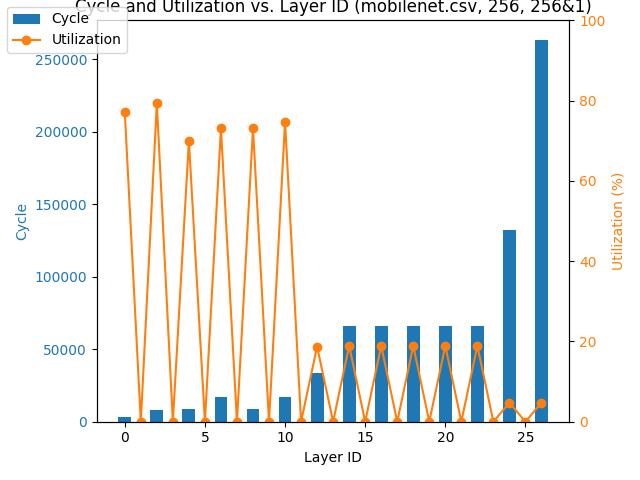 Cycle and Utilization vs. Layer ID (mobilenet.csv, 256, 256&1)
Cycle
Utilization
250000
200000
150000
100000
50000
0
Cycle
100
80
60
40
20
0
Utilization (%)
0 5 10 15 20 25
Layer ID